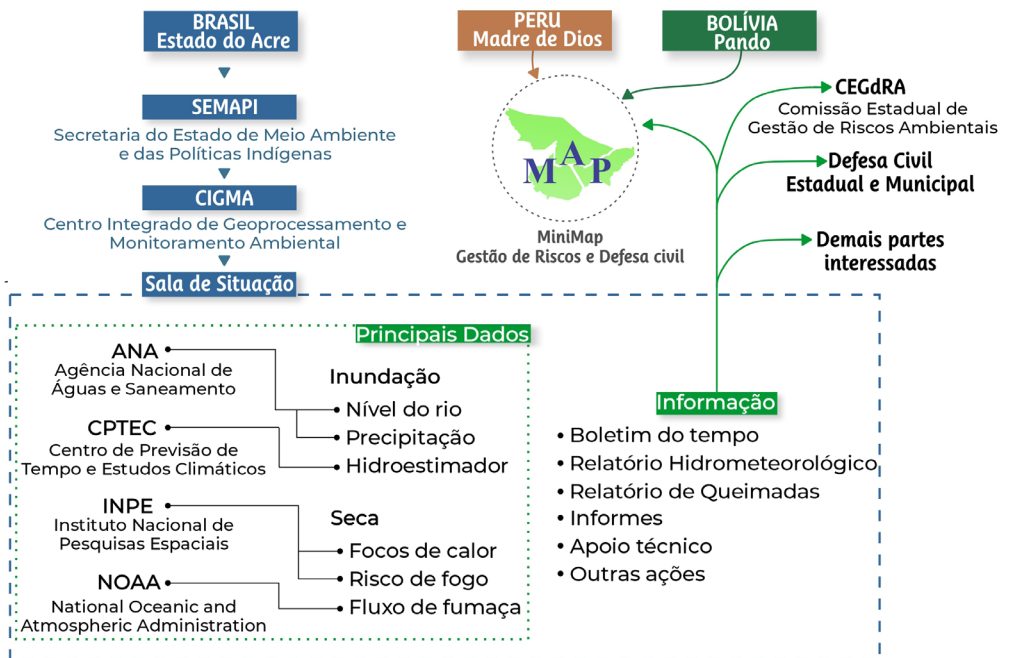 BRASIL
Estado do Acre
SEMAPI
Secretaria do Estado de Meio Ambiente
e das Políticas Indígenas
CIGMA
Centro Integrado de Geoprocessamento e
Monitoramento Ambiental
Sala de Situação
PERU
Madre de Dios
BOLÍVIA
Pando
MAP
MiniMap
Gestão de Riscos e Defesa civil
CEGdRA
Comissão Estadual de
Gestão de Riscos Ambientais
Defesa Civil
Estadual e Municipal
Demais partes
interessadas
Principais Dados
ANA
Agência Nacional de
Águas e Saneamento
CPTEC
Centro de Previsão de
Tempo e Estudos Climáticos
INPE
Instituto Nacional de
Pesquisas Espaciais
NOAA
National Oceanic and
Atmospheric Administration
Inundação
• Nível do rio
• Precipitação
• Hidroestimador
Seca
• Focos de calor
• Risco de fogo
• Fluxo de fumaça
Informação
• Boletim do tempo
• Relatório Hidrometeorológico
• Relatório de Queimadas
• Informes
• Apoio técnico
• Outras ações